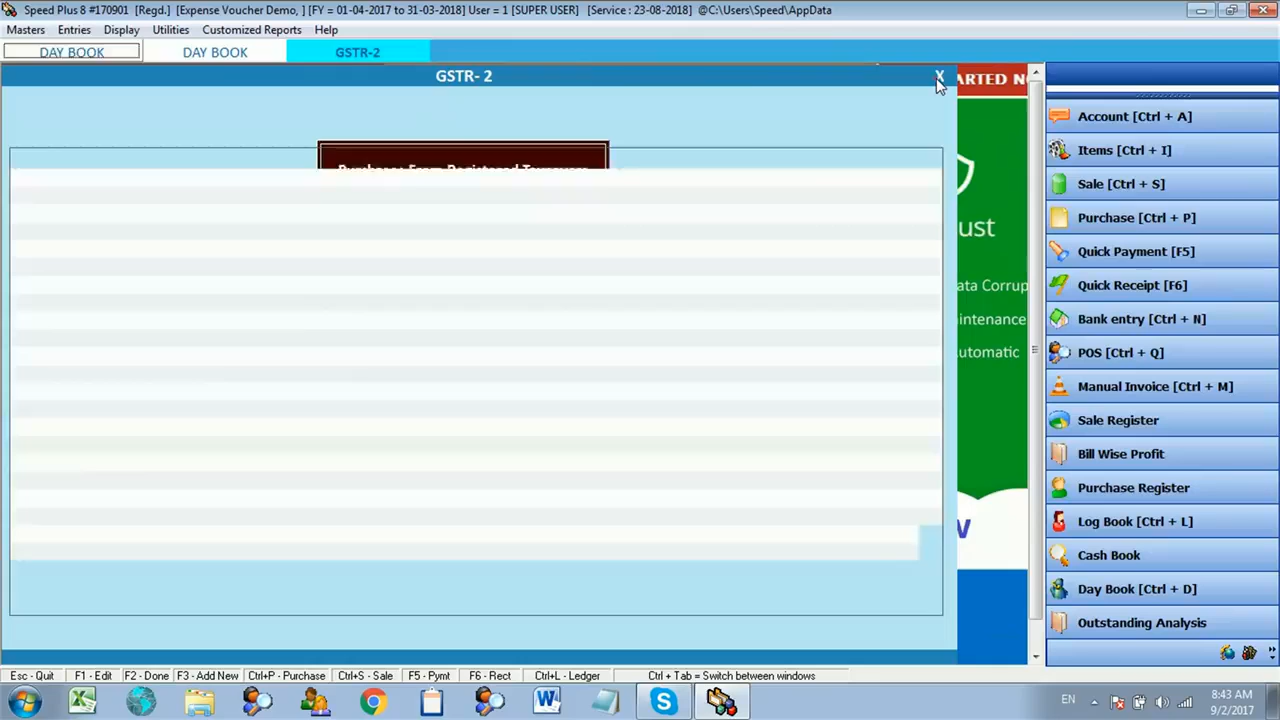 Speed Plus 8 #170901 [Regd.] [Expense Voucher Demo, ] [FY = 01-04-2017 to 31-03-2018] User = 1 [SUPER USER] [Service : 23-08-2018] @C:\Users\Speed\AppData
Masters Entries Display Utilities Customized Reports Help
DAY BOOK DAY BOOK GSTR-2
GSTR- 2 X
ARTED
ust
ata Corrup
intenance
utomatic
Account [Ctrl + A]
Items [Ctrl + I]
Sale [Ctrl + S]
Purchase [Ctrl + P]
Quick Payment [F5]
Quick Receipt [F6]
Bank entry [Ctrl + N]
POS [Ctrl + Q]
Manual Invoice [Ctrl + M]
Sale Register
Bill Wise Profit
Purchase Register
Log Book [Ctrl + L]
Cash Book
Day Book [Ctrl + D]
Outstanding Analysis
Esc - Quit F1 - Edit F2 - Done F3 - Add New Ctrl+P - Purchase Ctrl+S - Sale F5 - Pymt F6 - Rect Ctrl+L - Ledger Ctrl + Tab = Switch between windows
EN 8:43 AM
9/2/2017